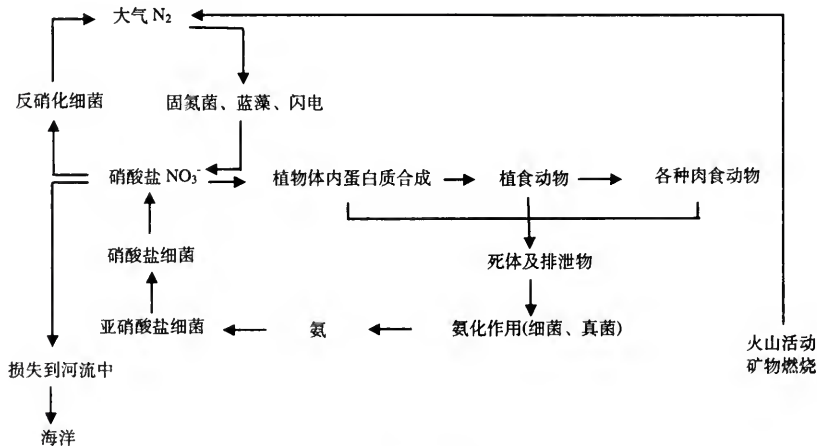 大气 N₂
反硝化细菌
固氮菌、蓝藻、闪电
硝酸盐 NO₃⁻
植物体内蛋白质合成
植食动物
各种肉食动物
硝酸盐细菌
死体及排泄物
亚硝酸盐细菌
氨
氨化作用(细菌、真菌)
火山活动
矿物燃烧
损失到河流中
海洋